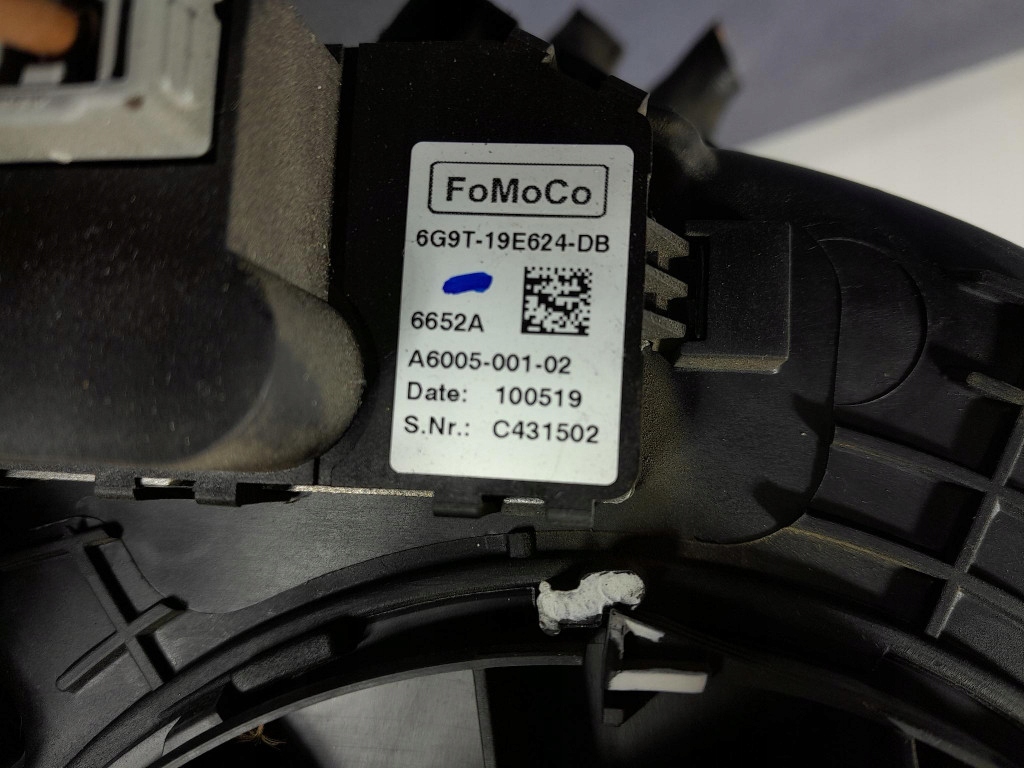 FoMoCo
6G9T-19E624-DB
6652A
A6005-001-02
Date: 100519
S.Nr.: C431502